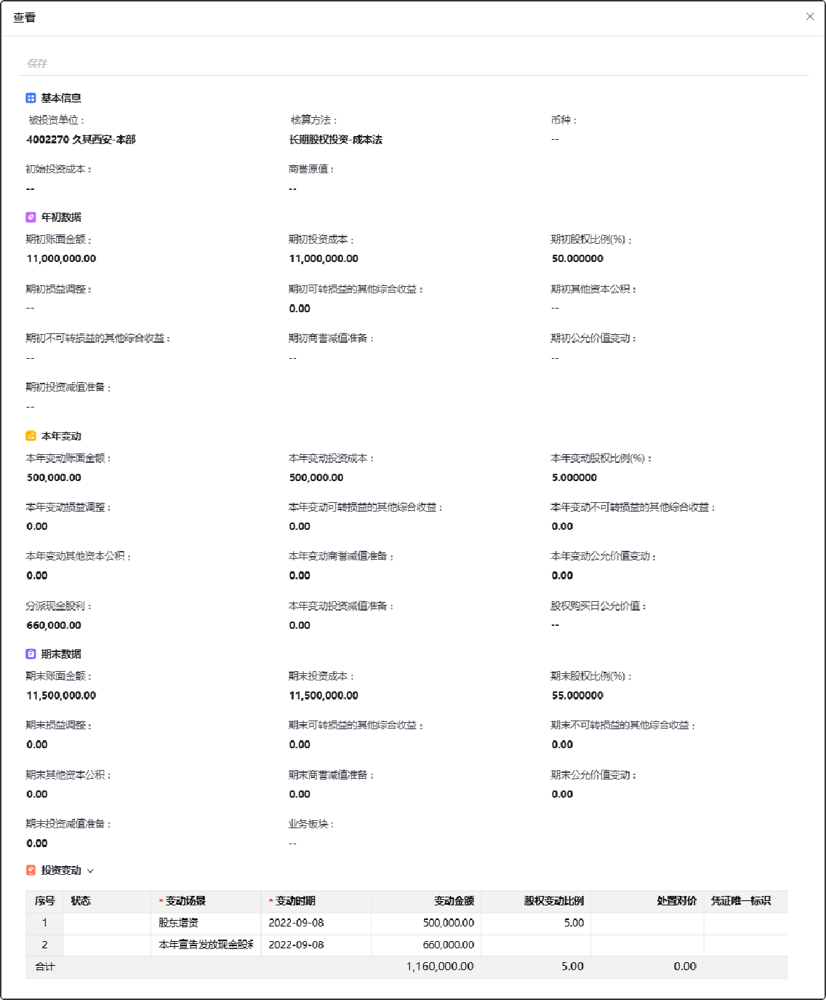 查看
保存
基本信息
被投资单位： 核算方法： 币种：
4002270 久其西安-本部 长期股权投资-成本法 --
初始投资成本： 商誉原值：
-- --
年初数据
期初账面金额： 期初投资成本： 期初股权比例(%)：
11,000,000.00 11,000,000.00 50.000000
期初损益调整： 期初可转损益的其他综合收益： 期初其他资本公积：
-- 0.00 --
期初不可转损益的其他综合收益： 期初商誉减值准备： 期初公允价值变动：
-- -- --
期初投资减值准备：
--
本年变动
本年变动账面金额： 本年变动投资成本： 本年变动股权比例(%)：
500,000.00 500,000.00 5.000000
本年变动损益调整： 本年变动可转损益的其他综合收益： 本年变动不可转损益的其他综合收益：
0.00 0.00 0.00
本年变动其他资本公积： 本年变动商誉减值准备： 本年变动公允价值变动：
0.00 0.00 0.00
分派现金股利： 本年变动投资减值准备： 股权购买日公允价值：
660,000.00 0.00 --
期末数据
期末账面金额： 期末投资成本： 期末股权比例(%)：
11,500,000.00 11,500,000.00 55.000000
期末损益调整： 期末可转损益的其他综合收益： 期末不可转损益的其他综合收益：
0.00 0.00 0.00
期末其他资本公积： 期末商誉减值准备： 期末公允价值变动：
0.00 0.00 0.00
期末投资减值准备： 业务板块：
0.00 --
投资变动
序号 状态 *变动场景 *变动时期 变动金额 股权变动比例 处置对价 凭证唯一标识
1 股东增资 2022-09-08 500,000.00 5.00
2 本年宣告发放现金股利 2022-09-08 660,000.00
合计 1,160,000.00 5.00 0.00